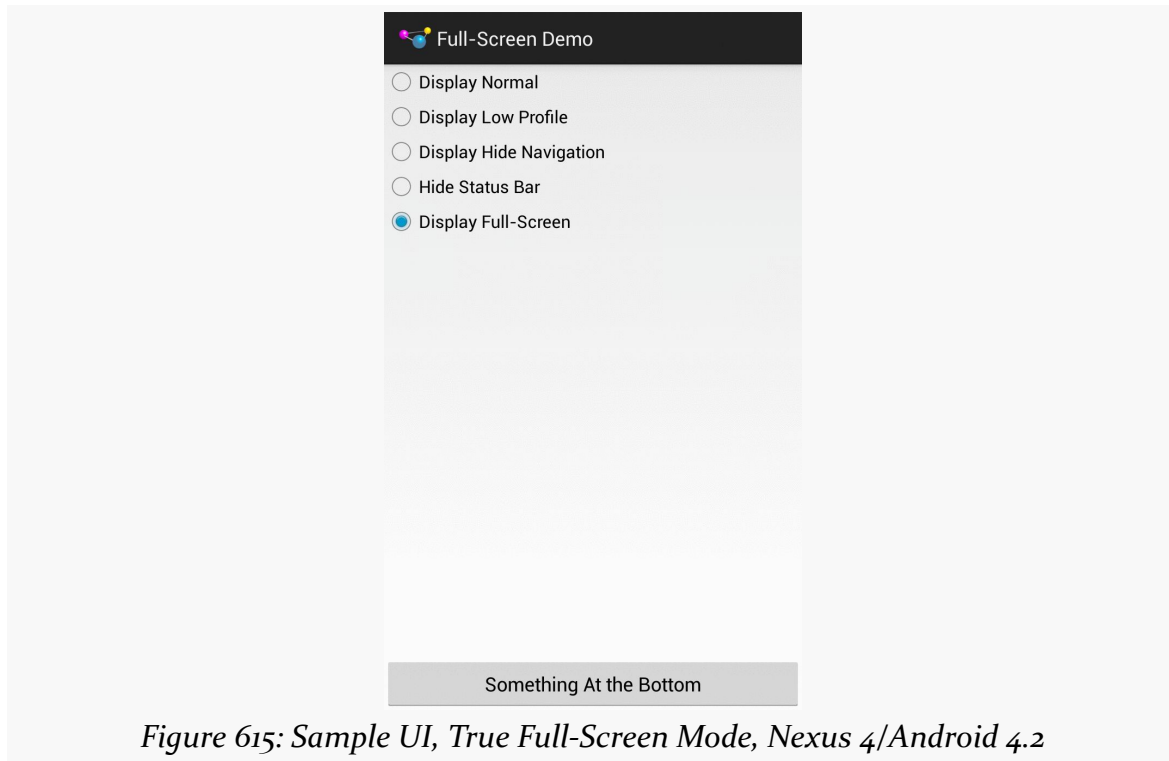 Full-Screen Demo
Display Normal
Display Low Profile
Display Hide Navigation
Hide Status Bar
Display Full-Screen
Something At the Bottom
Figure 615: Sample UI, True Full-Screen Mode, Nexus 4/Android 4.2